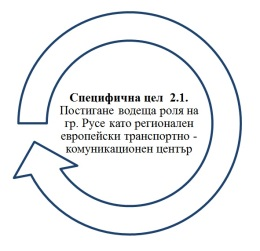 Специфична цел 2.1.
Постигане водеща роля на
гр. Русе като регионален
европейски транспортно -
комуникационен център